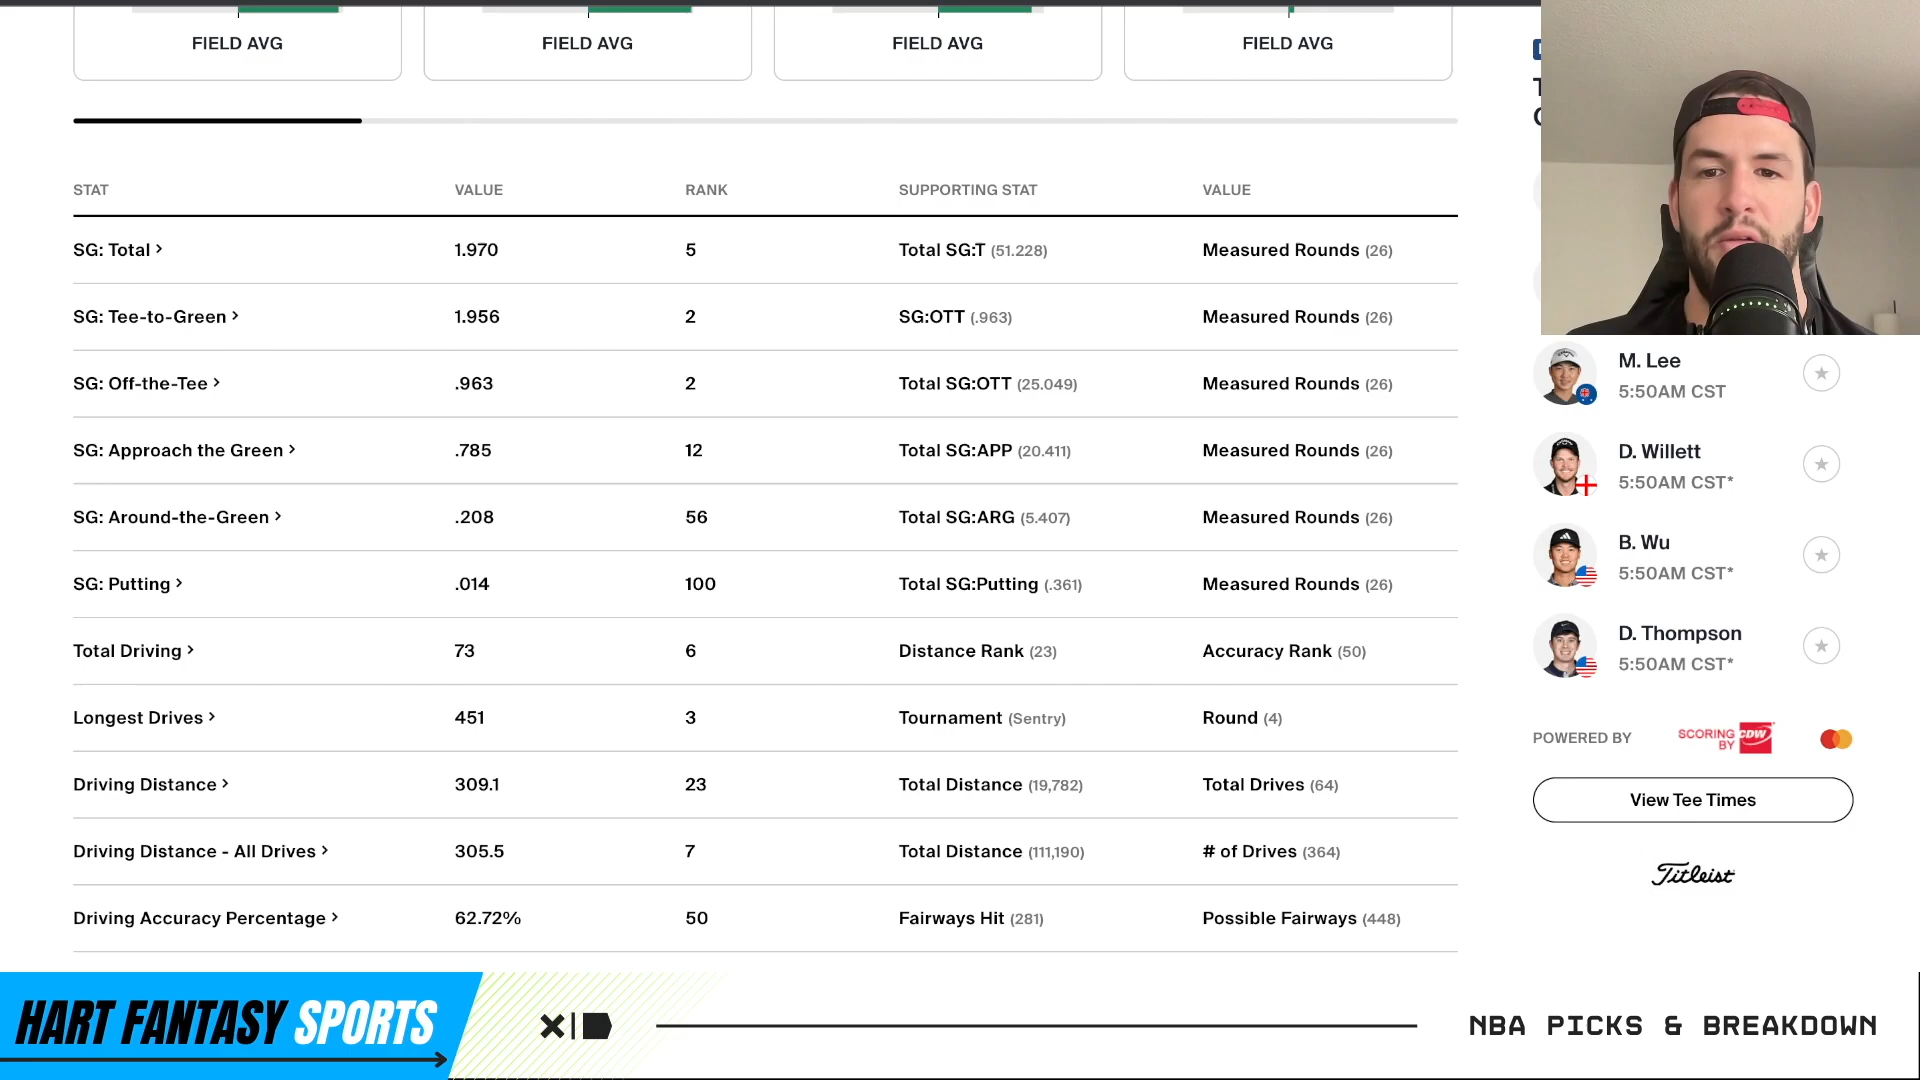 FIELD AVG FIELD AVG FIELD AVG FIELD AVG
STAT VALUE RANK SUPPORTING STAT VALUE
SG: Total > 1.970 5 Total SG:T (51.228) Measured Rounds (26)
SG: Tee-to-Green > 1.956 2 SG:OTT (.963) Measured Rounds (26)
SG: Off-the-Tee > .963 2 Total SG:OTT (25.049) Measured Rounds (26)
SG: Approach the Green > .785 12 Total SG:APP (20.411) Measured Rounds (26)
SG: Around-the-Green > .208 56 Total SG:ARG (5.407) Measured Rounds (26)
SG: Putting > .014 100 Total SG:Putting (.361) Measured Rounds (26)
Total Driving > 73 6 Distance Rank (23) Accuracy Rank (50)
Longest Drives > 451 3 Tournament (Sentry) Round (4)
Driving Distance > 309.1 23 Total Distance (19,782) Total Drives (64)
Driving Distance - All Drives > 305.5 7 Total Distance (111,190) # of Drives (364)
Driving Accuracy Percentage > 62.72% 50 Fairways Hit (281) Possible Fairways (448)
M. Lee
5:50AM CST
D. Willett
5:50AM CST*
B. Wu
5:50AM CST*
D. Thompson
5:50AM CST*
POWERED BY SCORING BY CDW
View Tee Times
Titleist
HART FANTASY SPORTS
NBA PICKS & BREAKDOWN